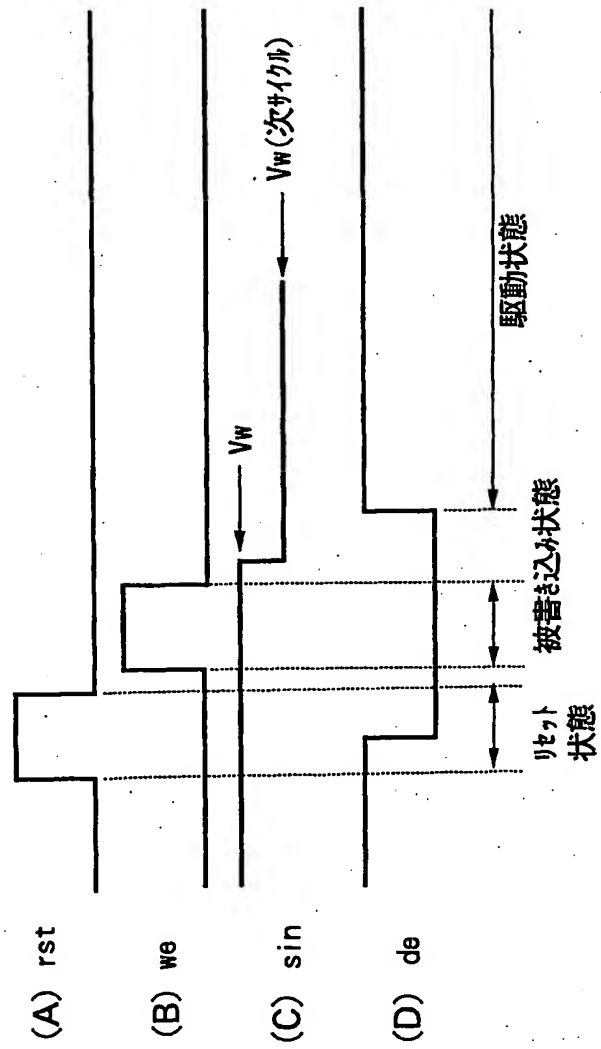 (A) rst
(B) we
(C) sin
(D) de
Vw
Vw(次サイクル)
リセット
状態
被書き込み状態
駆動状態